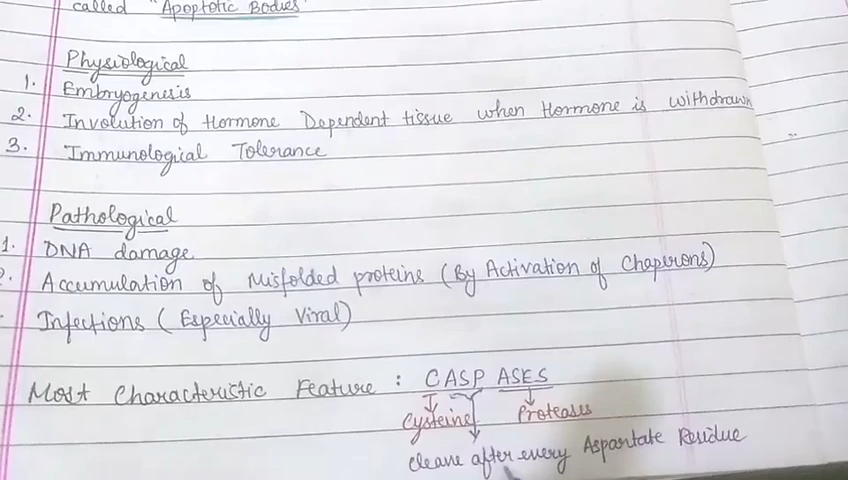 called "Apoptotic Bodies"
Physiological
1. Embryogenesis
2. Involution of Hormone Dependent tissue when Hormone is withdrawn
3. Immunological Tolerance
Pathological
1. DNA damage
2. Accumulation of Misfolded proteins (By Activation of Chaperons)
Infections (Especially Viral)
Most Characteristic Feature : CASP ASES
Cysteine Proteases
cleave after every Aspartate Residue